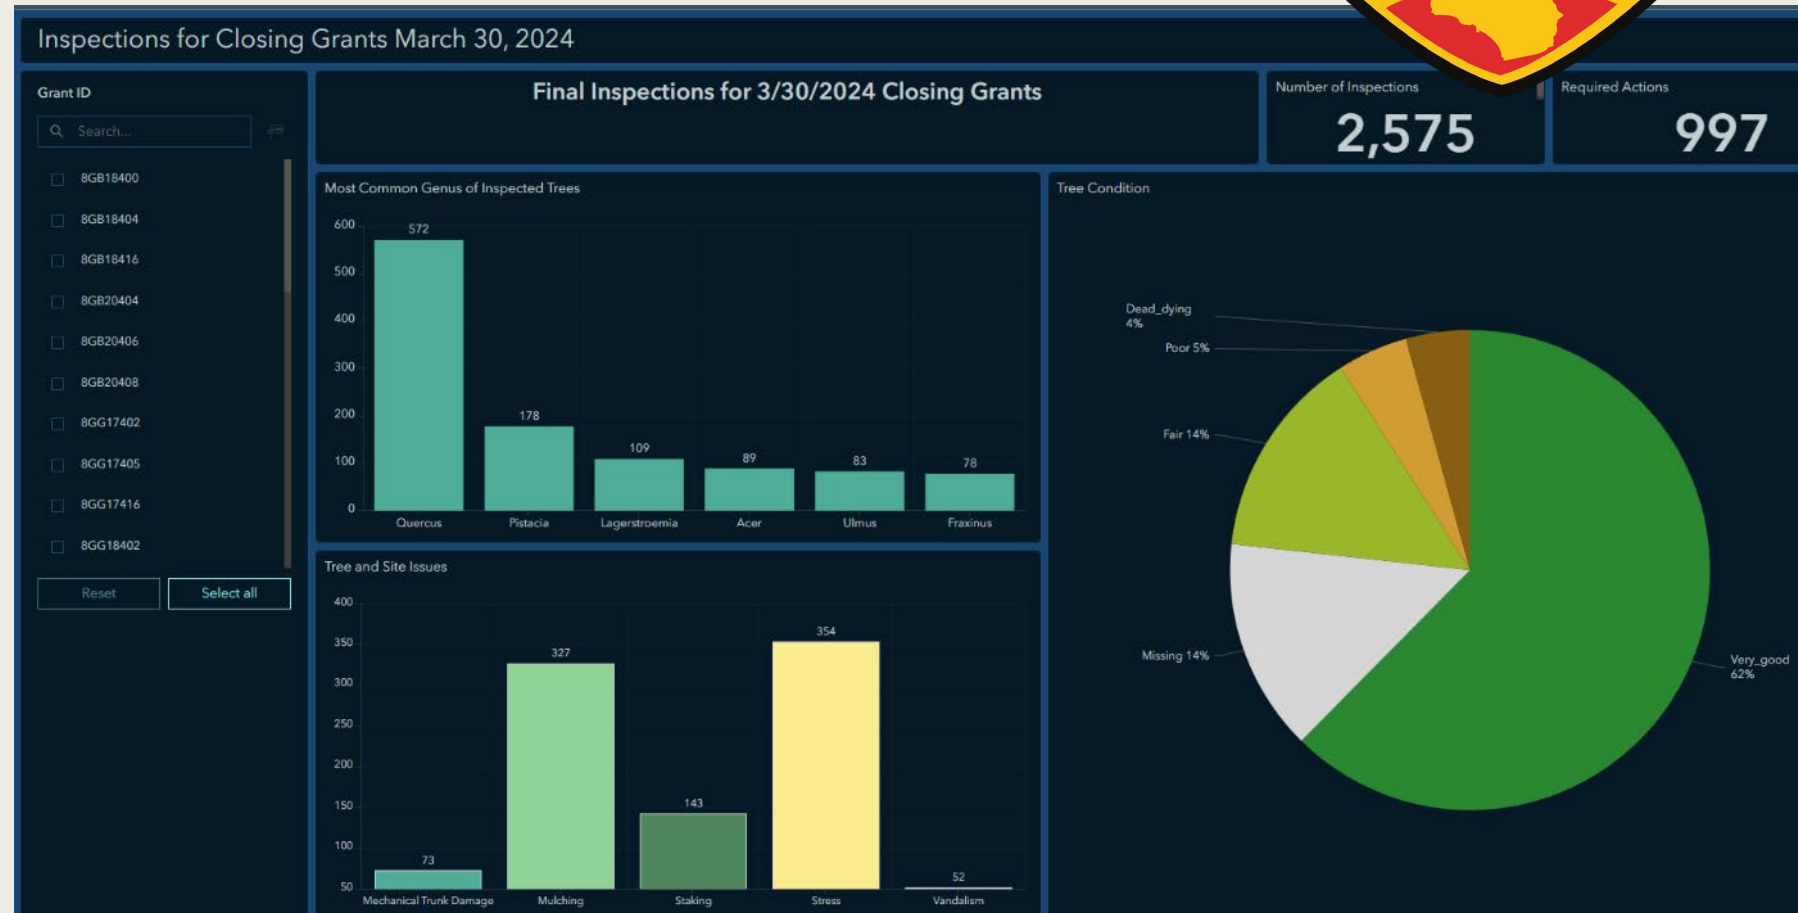 Inspections for Closing Grants March 30, 2024
Grant ID
Search...
8GB18400
8GB18404
8GB18416
8GB20404
8GB20406
8GB20408
8GG17402
8GG17405
8GG17416
8GG18402
Reset
Select all
Final Inspections for 3/30/2024 Closing Grants
Number of Inspections
2,575
Required Actions
997
Most Common Genus of Inspected Trees
600
500
400
300
200
100
0
572
178
109
89
83
78
Quercus
Pistacia
Lagerstroemia
Acer
Ulmus
Fraxinus
Tree and Site Issues
400
350
300
250
200
150
100
50
73
327
143
354
52
Mechanical Trunk Damage
Mulching
Staking
Stress
Vandalism
Tree Condition
Dead_dying
4%
Poor 5%
Fair 14%
Missing 14%
Very_good
62%